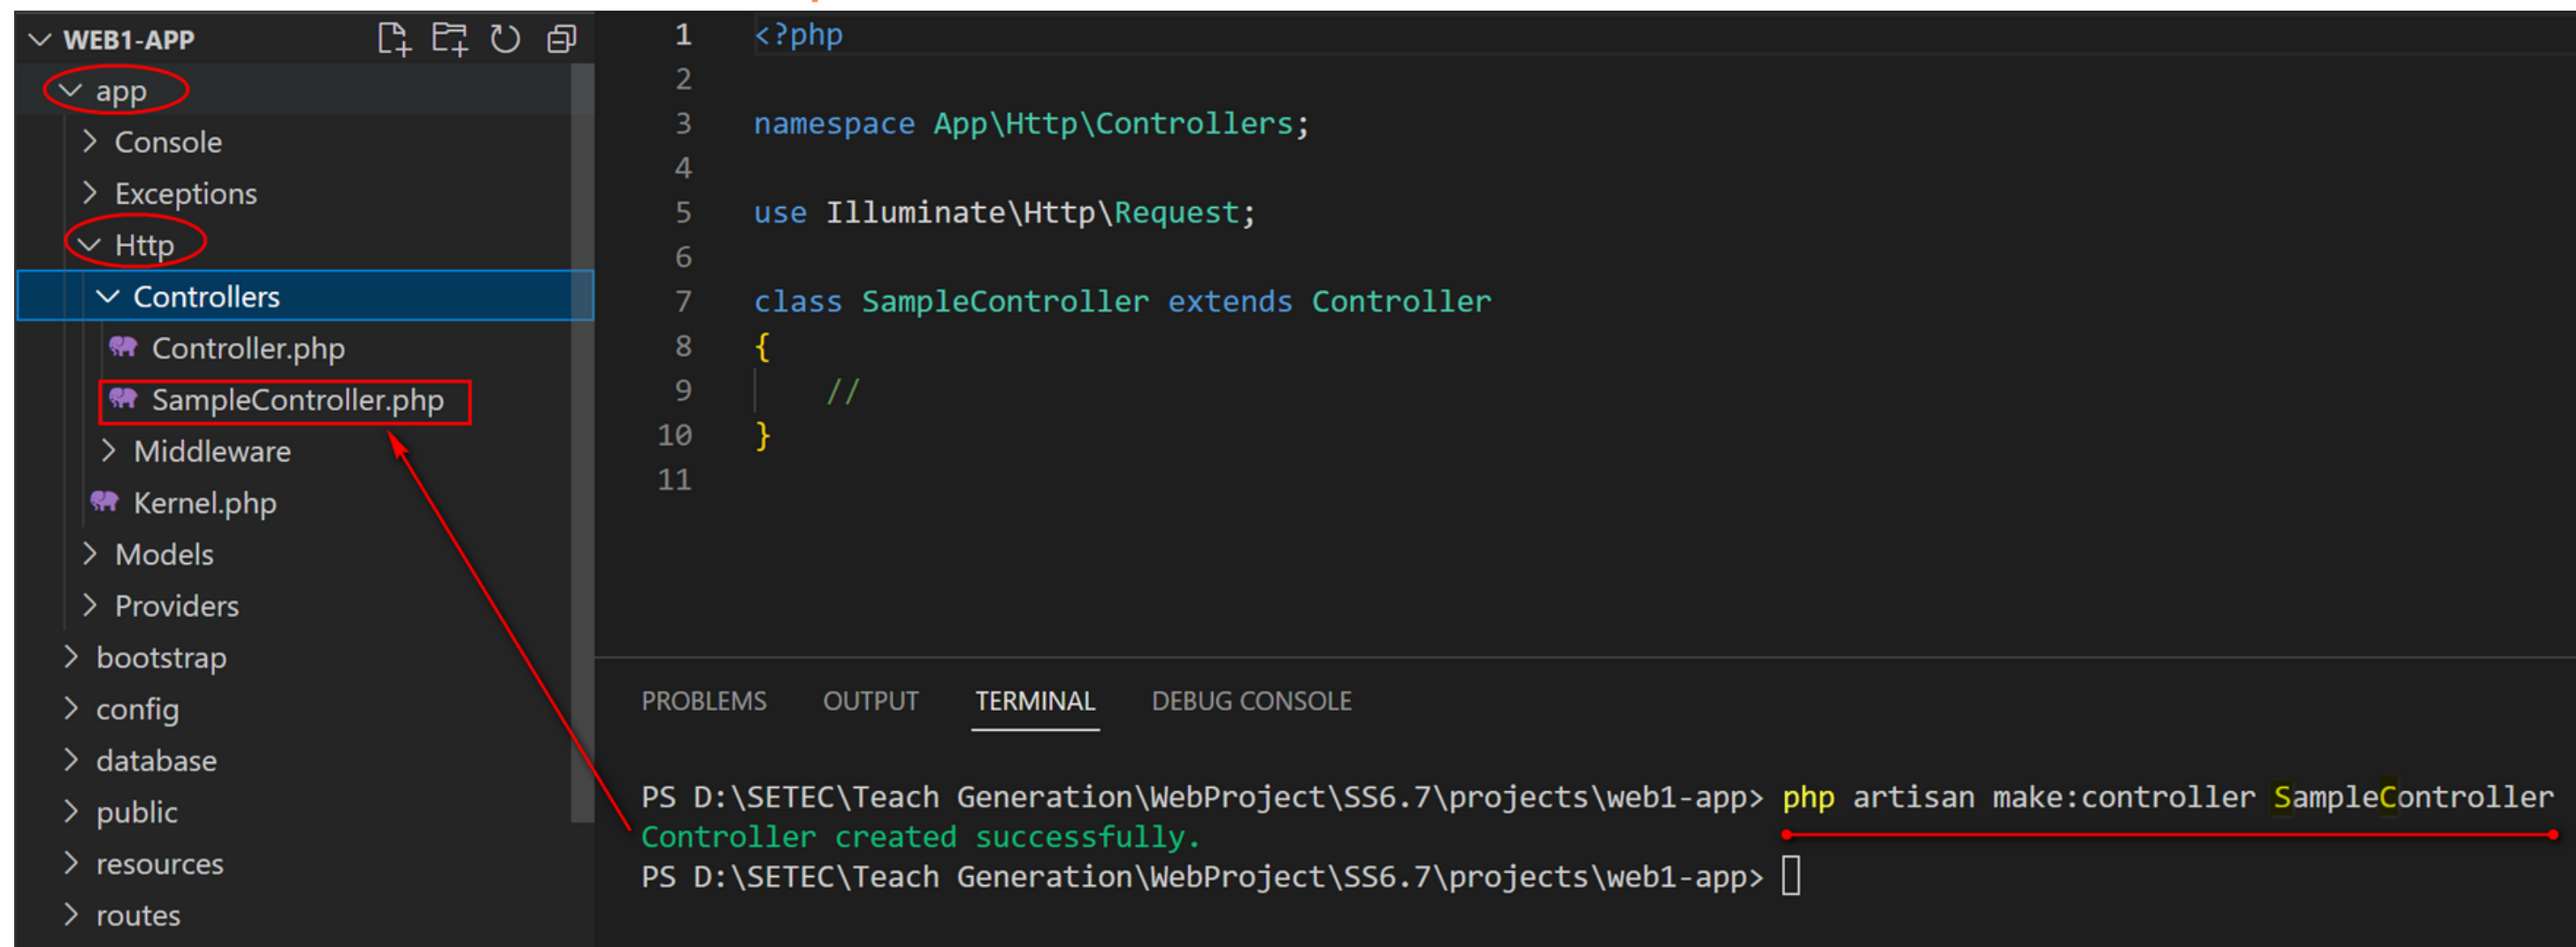 WEB1-APP
app
Console
Exceptions
Http
Controllers
Controller.php
SampleController.php
Middleware
Kernel.php
Models
Providers
bootstrap
config
database
public
resources
routes
1 <?php
2
3 namespace App\Http\Controllers;
4
5 use Illuminate\Http\Request;
6
7 class SampleController extends Controller
8 {
9 //
10 }
11
PROBLEMS OUTPUT TERMINAL DEBUG CONSOLE
PS D:\SETEC\Teach Generation\WebProject\SS6.7\projects\web1-app> php artisan make:controller SampleController
Controller created successfully.
PS D:\SETEC\Teach Generation\WebProject\SS6.7\projects\web1-app>